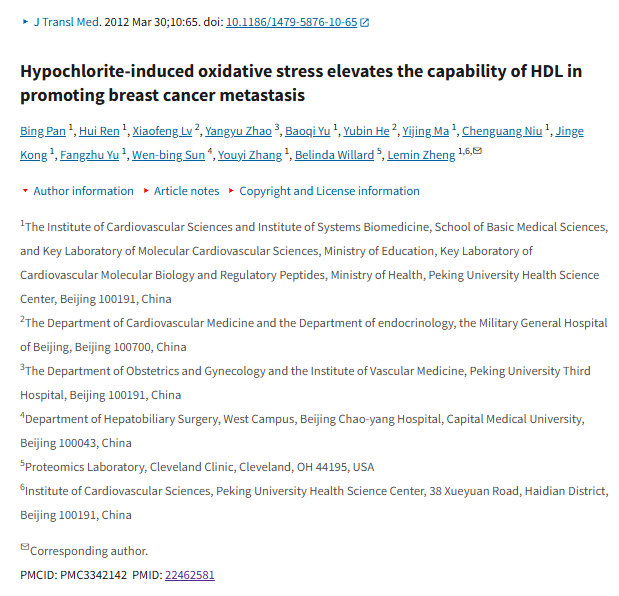 J Transl Med. 2012 Mar 30;10:65. doi: 10.1186/1479-5876-10-65
Hypochlorite-induced oxidative stress elevates the capability of HDL in
promoting breast cancer metastasis
Bing Pan 1, Hui Ren 1, Xiaofeng Lv 2, Yangyu Zhao 3, Baoqi Yu 1, Yubin He 2, Yijing Ma 1, Chenguang Niu 1, Jinge
Kong 1, Fangzhu Yu 1, Wen-bing Sun 4, Youyi Zhang 1, Belinda Willard 5, Lemin Zheng 1,6,✉
Author information Article notes Copyright and License information
1The Institute of Cardiovascular Sciences and Institute of Systems Biomedicine, School of Basic Medical Sciences,
and Key Laboratory of Molecular Cardiovascular Sciences, Ministry of Education, Key Laboratory of
Cardiovascular Molecular Biology and Regulatory Peptides, Ministry of Health, Peking University Health Science
Center, Beijing 100191, China
2The Department of Cardiovascular Medicine and the Department of endocrinology, the Military General Hospital
of Beijing, Beijing 100700, China
3The Department of Obstetrics and Gynecology and the Institute of Vascular Medicine, Peking University Third
Hospital, Beijing 100191, China
4Department of Hepatobiliary Surgery, West Campus, Beijing Chao-yang Hospital, Capital Medical University,
Beijing 100043, China
5Proteomics Laboratory, Cleveland Clinic, Cleveland, OH 44195, USA
6Institute of Cardiovascular Sciences, Peking University Health Science Center, 38 Xueyuan Road, Haidian District,
Beijing 100191, China
✉Corresponding author.
PMCID: PMC3342142 PMID: 22462581